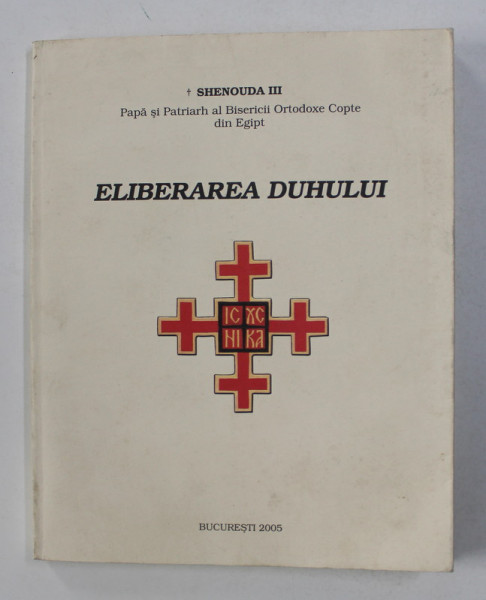 † SHENOUDA III
Papă și Patriarh al Bisericii Ortodoxe Copte
din Egipt
ELIBERAREA DUHULUI
IC XC
NI KA
BUCUREȘTI 2005